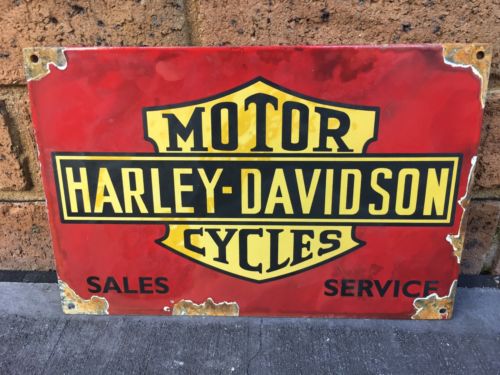 MOTOR
HARLEY-DAVIDSON
CYCLES
SALES SERVICE